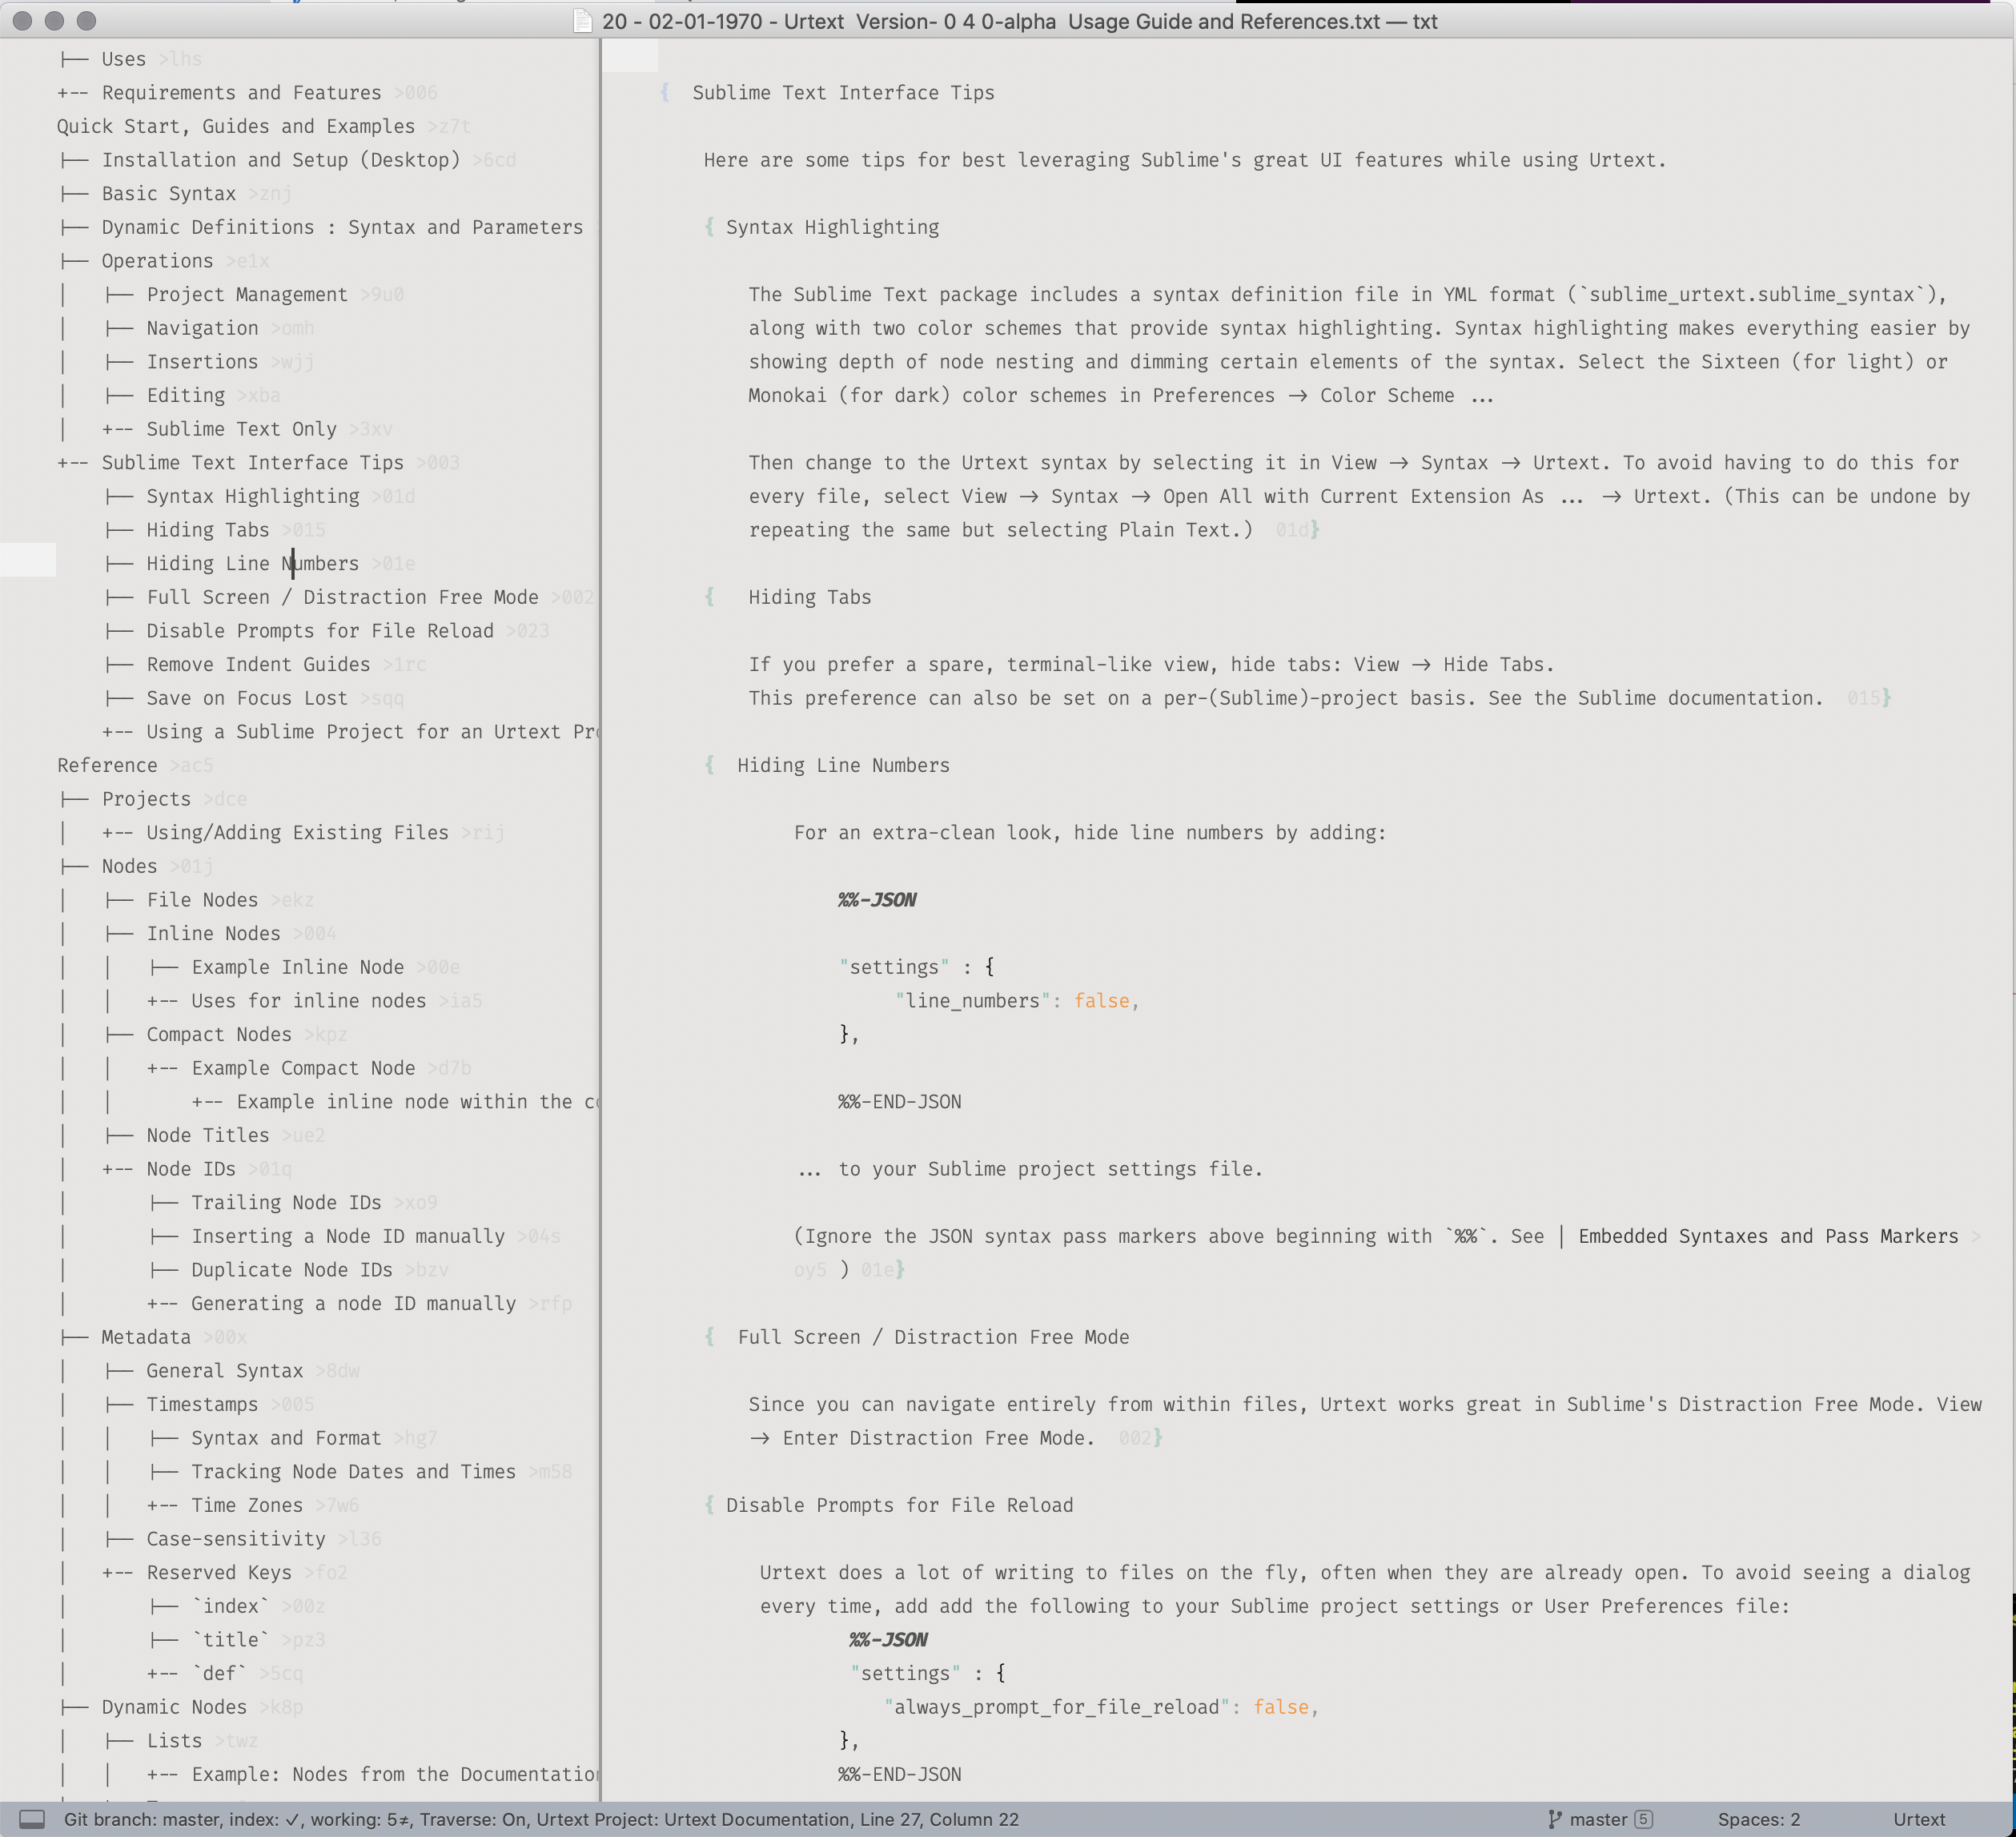 20 - 02-01-1970 - Urtext  Version- 0 4 0-alpha  Usage Guide and References.txt — txt
├── Uses >lhs
+-- Requirements and Features >006
Quick Start, Guides and Examples >z7t
├── Installation and Setup (Desktop) >6cd
├── Basic Syntax >znj
├── Dynamic Definitions : Syntax and Parameters
├── Operations >e1x
│   ├── Project Management >9u0
│   ├── Navigation >omh
│   ├── Insertions >wjj
│   ├── Editing >xba
│   +-- Sublime Text Only >3xv
+-- Sublime Text Interface Tips >003
    ├── Syntax Highlighting >01d
    ├── Hiding Tabs >015
    ├── Hiding Line Numbers >01e
    ├── Full Screen / Distraction Free Mode >002
    ├── Disable Prompts for File Reload >023
    ├── Remove Indent Guides >1rc
    ├── Save on Focus Lost >sqq
    +-- Using a Sublime Project for an Urtext Pro
Reference >ac5
├── Projects >dce
│   +-- Using/Adding Existing Files >rij
├── Nodes >01j
│   ├── File Nodes >ekz
│   ├── Inline Nodes >004
│   │   ├── Example Inline Node >00e
│   │   +-- Uses for inline nodes >ia5
│   ├── Compact Nodes >kpz
│   │   +-- Example Compact Node >d7b
│   │       +-- Example inline node within the co
│   ├── Node Titles >ue2
│   +-- Node IDs >01q
│       ├── Trailing Node IDs >xo9
│       ├── Inserting a Node ID manually >04s
│       ├── Duplicate Node IDs >bzv
│       +-- Generating a node ID manually >rfp
├── Metadata >00x
│   ├── General Syntax >8dw
│   ├── Timestamps >005
│   │   ├── Syntax and Format >hg7
│   │   ├── Tracking Node Dates and Times >m58
│   │   +-- Time Zones >7w6
│   ├── Case-sensitivity >l36
│   +-- Reserved Keys >fo2
│       ├── `index` >00z
│       ├── `title` >pz3
│       +-- `def` >5cq
├── Dynamic Nodes >k8p
│   ├── Lists >twz
│   │   +-- Example: Nodes from the Documentation
{  Sublime Text Interface Tips
Here are some tips for best leveraging Sublime's great UI features while using Urtext.
{ Syntax Highlighting
The Sublime Text package includes a syntax definition file in YML format (`sublime_urtext.sublime_syntax`),
along with two color schemes that provide syntax highlighting. Syntax highlighting makes everything easier by
showing depth of node nesting and dimming certain elements of the syntax. Select the Sixteen (for light) or
Monokai (for dark) color schemes in Preferences → Color Scheme ...
Then change to the Urtext syntax by selecting it in View → Syntax → Urtext. To avoid having to do this for
every file, select View → Syntax → Open All with Current Extension As ... → Urtext. (This can be undone by
repeating the same but selecting Plain Text.)  01d}
{   Hiding Tabs
If you prefer a spare, terminal-like view, hide tabs: View → Hide Tabs.
This preference can also be set on a per-(Sublime)-project basis. See the Sublime documentation.  015}
{  Hiding Line Numbers
For an extra-clean look, hide line numbers by adding:
%%-JSON
"settings" : {
"line_numbers": false,
},
%%-END-JSON
... to your Sublime project settings file.
(Ignore the JSON syntax pass markers above beginning with `%%`. See | Embedded Syntaxes and Pass Markers >
oy5 ) 01e}
{  Full Screen / Distraction Free Mode
Since you can navigate entirely from within files, Urtext works great in Sublime's Distraction Free Mode. View
→ Enter Distraction Free Mode.  002}
{ Disable Prompts for File Reload
Urtext does a lot of writing to files on the fly, often when they are already open. To avoid seeing a dialog
every time, add add the following to your Sublime project settings or User Preferences file:
%%-JSON
"settings" : {
"always_prompt_for_file_reload": false,
},
%%-END-JSON
Git branch: master, index: ✓, working: 5≠, Traverse: On, Urtext Project: Urtext Documentation, Line 27, Column 22
master 5
Spaces: 2
Urtext